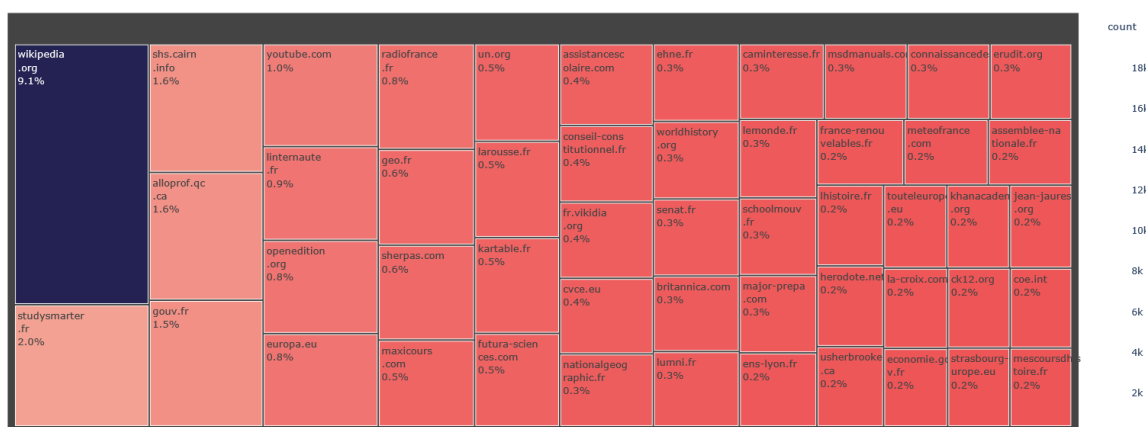 wikipedia
.org
9.1%
studysmarter
.fr
2.0%
shs.cairn
.info
1.6%
alloprof.qc
.ca
1.6%
gouv.fr
1.5%
youtube.com
1.0%
linternaute
.fr
0.9%
openedition
.org
0.8%
europa.eu
0.8%
radiofrance
.fr
0.8%
geo.fr
0.6%
sherpas.com
0.6%
maxicours
.com
0.5%
un.org
0.5%
larousse.fr
0.5%
kartable.fr
0.5%
futura-scien
ces.com
0.5%
assistancesc
olaire.com
0.4%
conseil-cons
titutionnel.fr
0.4%
fr.vikidia
.org
0.4%
cvce.eu
0.4%
nationalgeog
raphic.fr
0.3%
ehne.fr
0.3%
worldhistory
.org
0.3%
senat.fr
0.3%
britannica.com
0.3%
lumni.fr
0.3%
caminteresse.fr
0.3%
lemonde.fr
0.3%
schoolmouv
.fr
0.3%
major-prepa
.com
0.3%
ens-lyon.fr
0.2%
msdmanuals.co
0.3%
connaissancede
0.3%
erudit.org
0.3%
france-renou
velables.fr
0.2%
meteofrance
.com
0.2%
assemblee-na
tionale.fr
0.2%
lhistoire.fr
0.2%
herodote.net
0.2%
usherbrooke
.ca
0.2%
touteleurope
.eu
0.2%
la-croix.com
0.2%
economie.go
v.fr
0.2%
khanacadem
.org
0.2%
ck12.org
0.2%
strasbourg-
urope.eu
0.2%
jean-jaures
.org
0.2%
coe.int
0.2%
mescoursdhis
toire.fr
0.2%
count
18k
16k
14k
12k
10k
8k
6k
4k
2k